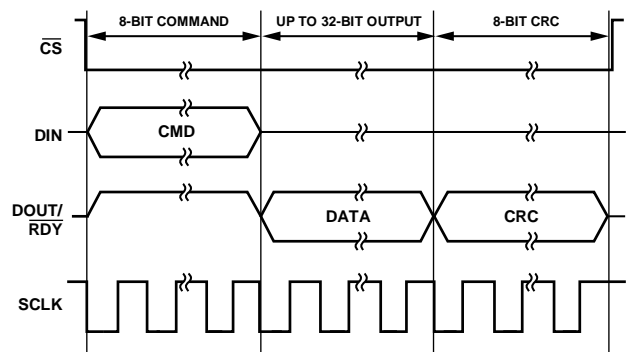 8-BIT COMMAND
UP TO 32-BIT OUTPUT
8-BIT CRC
CS
DIN
CMD
DOUT/
RDY
DATA
CRC
SCLK